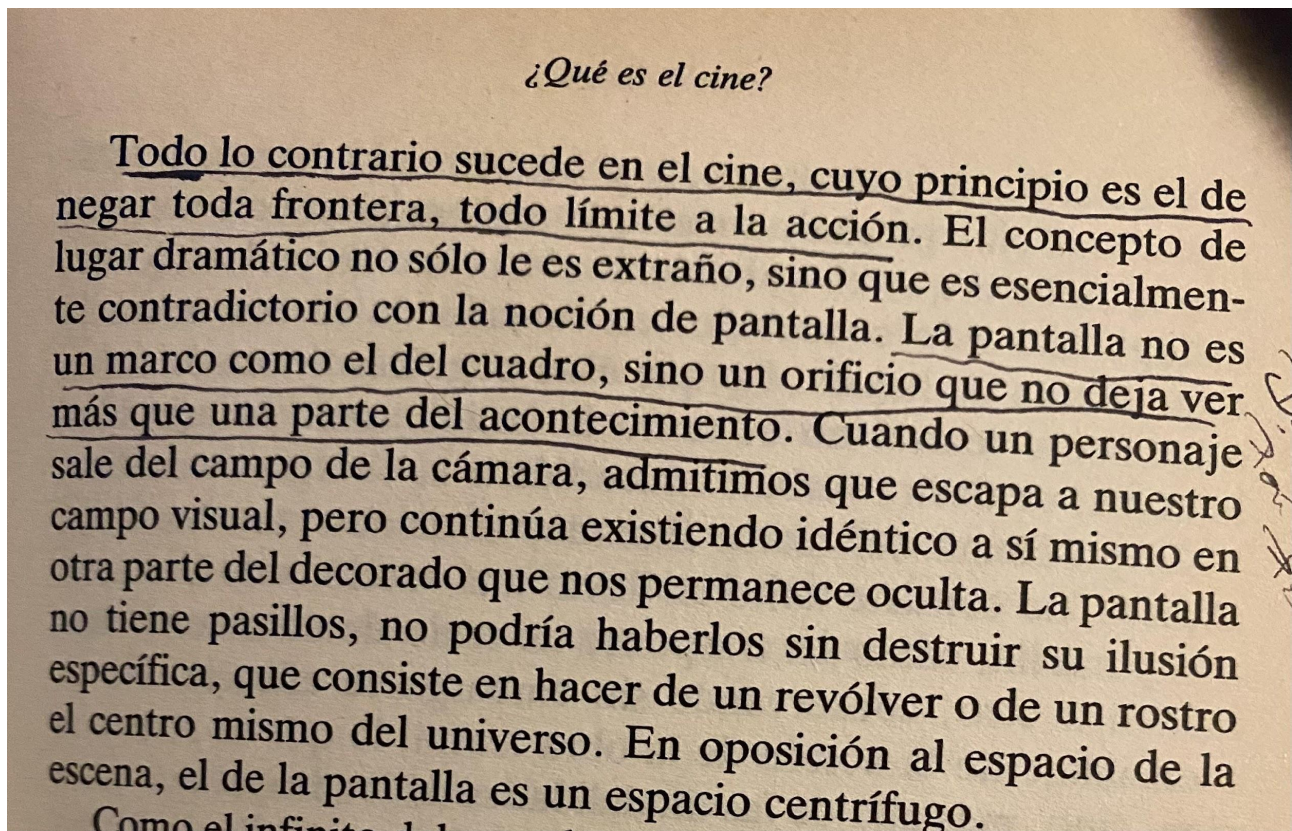 ¿Qué es el cine?
Todo lo contrario sucede en el cine, cuyo principio es el de
negar toda frontera, todo límite a la acción. El concepto de
lugar dramático no sólo le es extraño, sino que es esencialmen-
te contradictorio con la noción de pantalla. La pantalla no es
un marco como el del cuadro, sino un orificio que no deja ver
más que una parte del acontecimiento. Cuando un personaje
sale del campo de la cámara, admitimos que escapa a nuestro
campo visual, pero continúa existiendo idéntico a sí mismo en
otra parte del decorado que nos permanece oculta. La pantalla
no tiene pasillos, no podría haberlos sin destruir su ilusión
específica, que consiste en hacer de un revólver o de un rostro
el centro mismo del universo. En oposición al espacio de la
escena, el de la pantalla es un espacio centrífugo.
Como el infinito